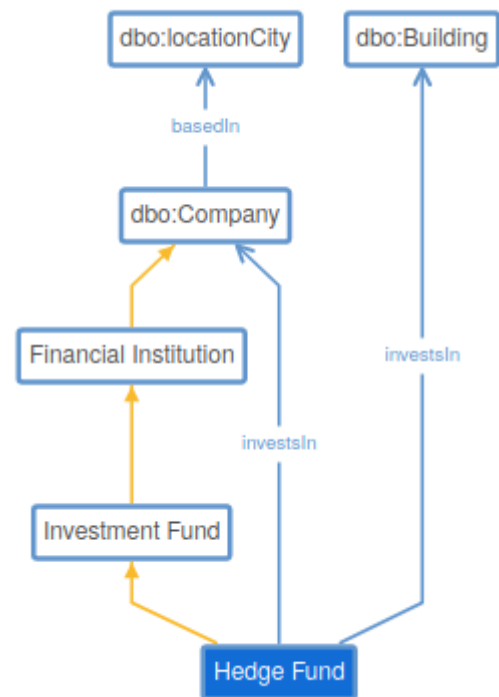 dbo:locationCity
dbo:Building
basedIn
dbo:Company
Financial Institution
investsIn
investsIn
Investment Fund
Hedge Fund